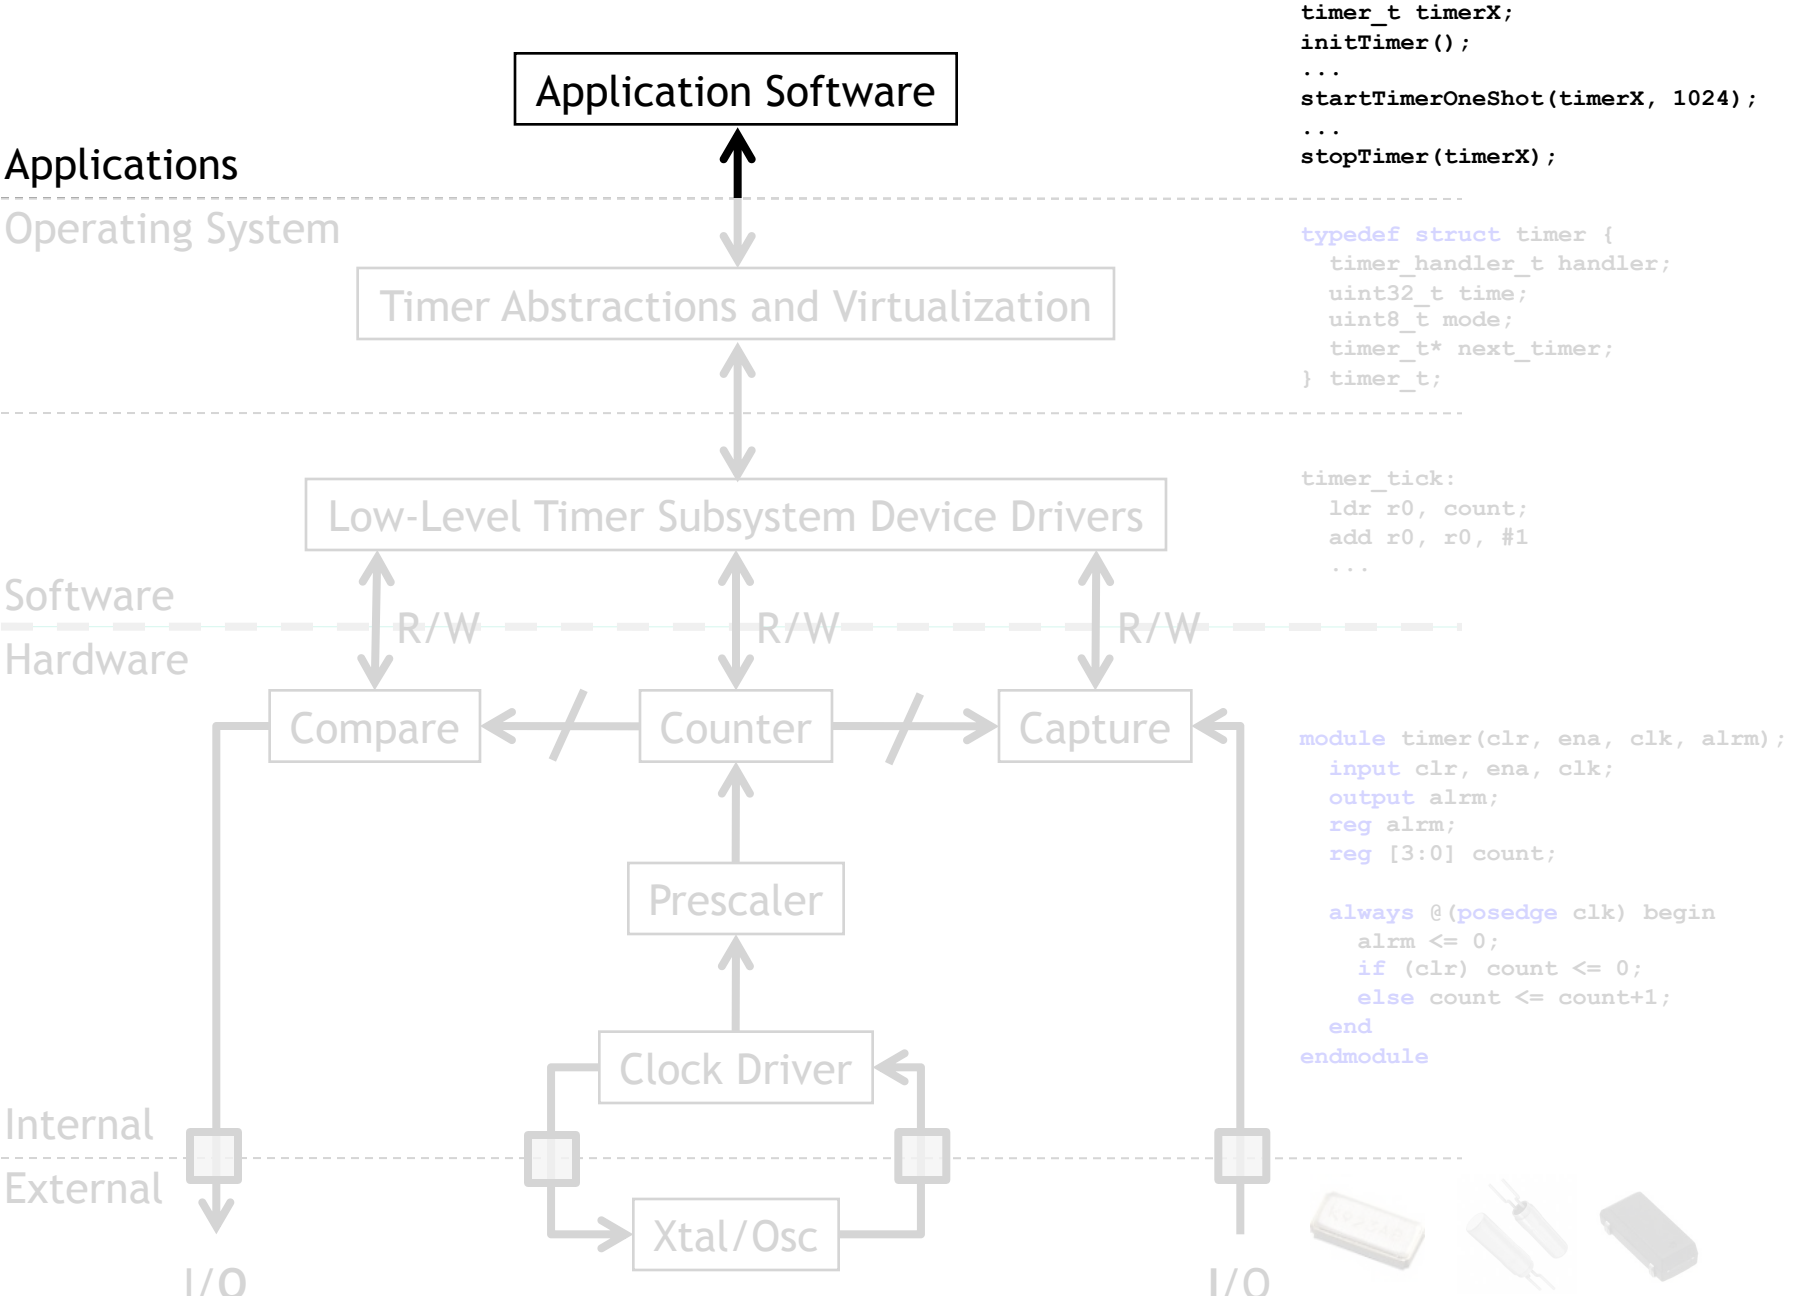 timer_t timerX;
initTimer();
...
startTimerOneShot(timerX, 1024);
...
stopTimer(timerX);
Application Software
Applications
Operating System
typedef struct timer {
timer_handler_t handler;
uint32_t time;
uint8_t mode;
timer_t* next_timer;
} timer_t;
Timer Abstractions and Virtualization
timer_tick:
ldr r0, count;
add r0, r0, #1
...
Low-Level Timer Subsystem Device Drivers
Software
R/W R/W R/W
Hardware
Compare Counter Capture
module timer(clr, ena, clk, alrm);
input clr, ena, clk;
output alrm;
reg alrm;
reg [3:0] count;
always @(posedge clk) begin
alrm <= 0;
if (clr) count <= 0;
else count <= count+1;
end
endmodule
Prescaler
Clock Driver
Internal
External
Xtal/Osc
I/O I/O